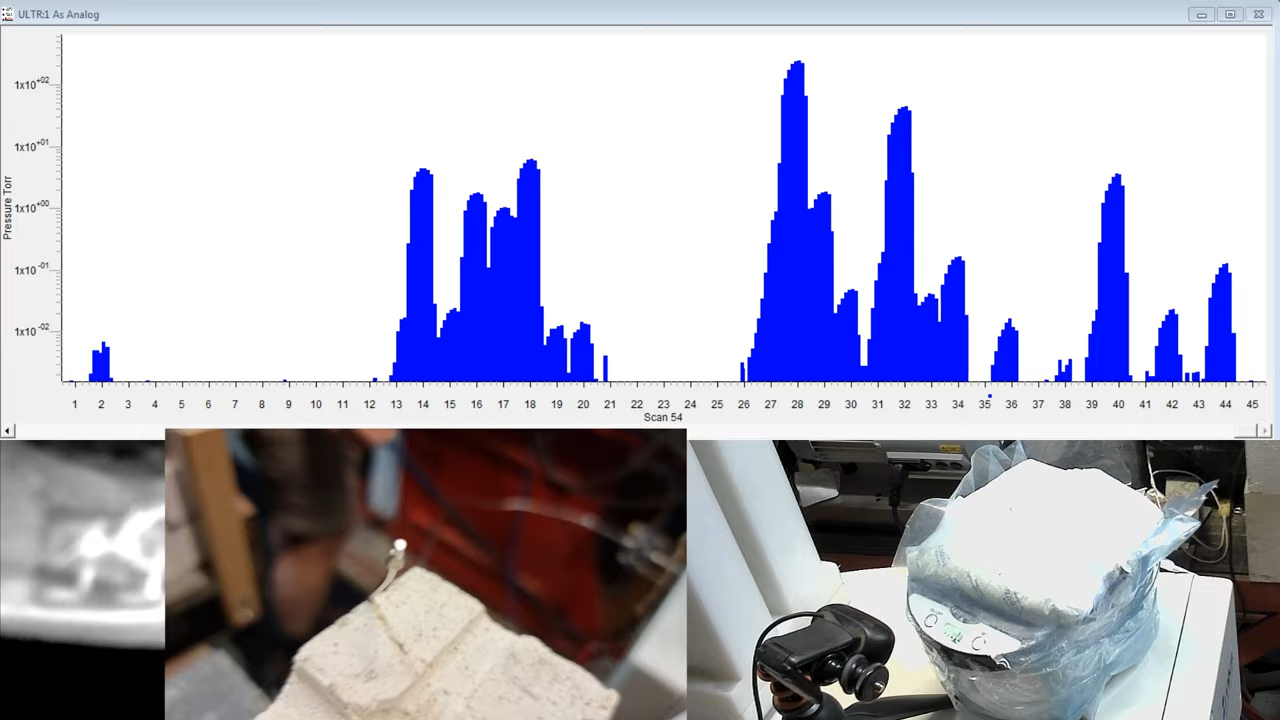 ULTR:1 As Analog
1x10+02
1x10+01
1x10+00
1x10-01
1x10-02
Pressure Torr
1 2 3 4 5 6 7 8 9 10 11 12 13 14 15 16 17 18 19 20 21 22 23 24 25 26 27 28 29 30 31 32 33 34 35 36 37 38 39 40 41 42 43 44 45
Scan 54